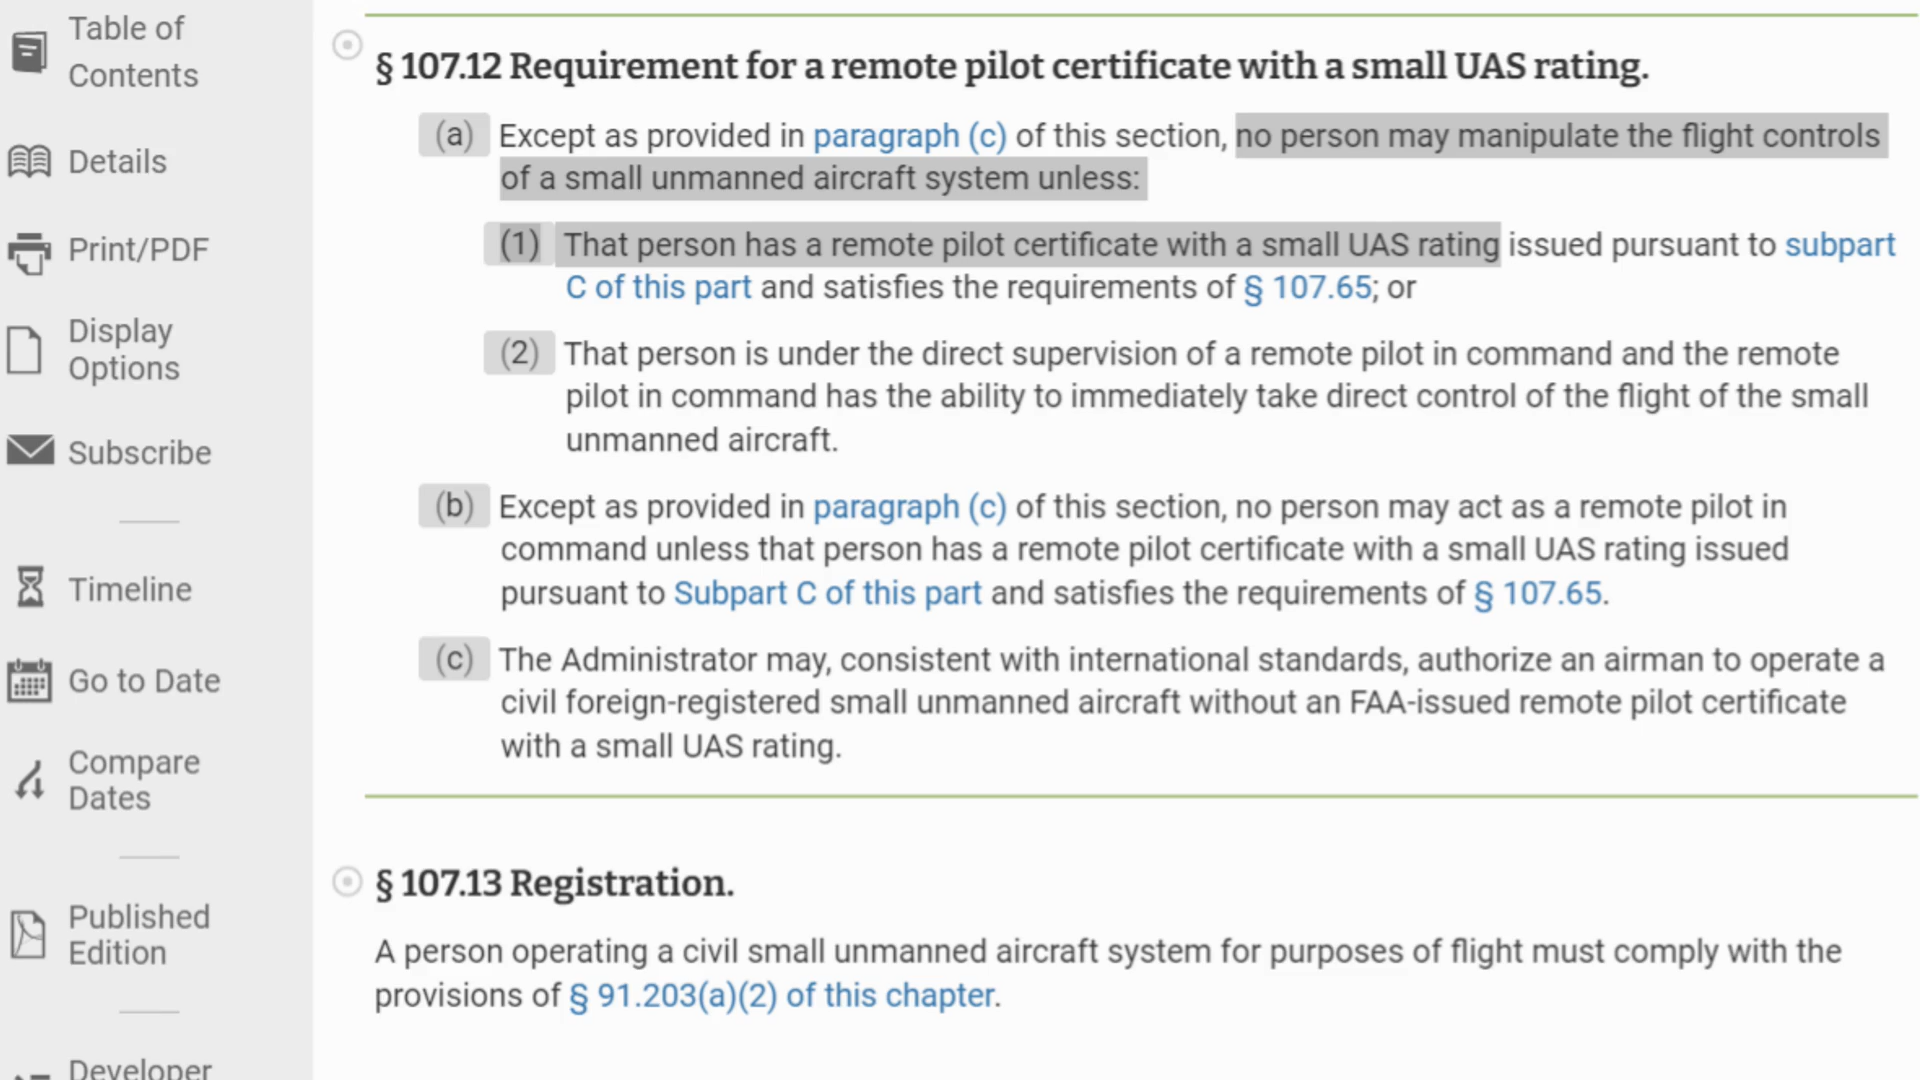 Table of
Contents
Details
Print/PDF
Display
Options
Subscribe
Timeline
Go to Date
Compare
Dates
Published
Edition
Developer
§ 107.12 Requirement for a remote pilot certificate with a small UAS rating.
(a) Except as provided in paragraph (c) of this section, no person may manipulate the flight controls
of a small unmanned aircraft system unless:
(1) That person has a remote pilot certificate with a small UAS rating issued pursuant to subpart
C of this part and satisfies the requirements of § 107.65; or
(2) That person is under the direct supervision of a remote pilot in command and the remote
pilot in command has the ability to immediately take direct control of the flight of the small
unmanned aircraft.
(b) Except as provided in paragraph (c) of this section, no person may act as a remote pilot in
command unless that person has a remote pilot certificate with a small UAS rating issued
pursuant to Subpart C of this part and satisfies the requirements of § 107.65.
(c) The Administrator may, consistent with international standards, authorize an airman to operate a
civil foreign-registered small unmanned aircraft without an FAA-issued remote pilot certificate
with a small UAS rating.
§ 107.13 Registration.
A person operating a civil small unmanned aircraft system for purposes of flight must comply with the
provisions of § 91.203(a)(2) of this chapter.